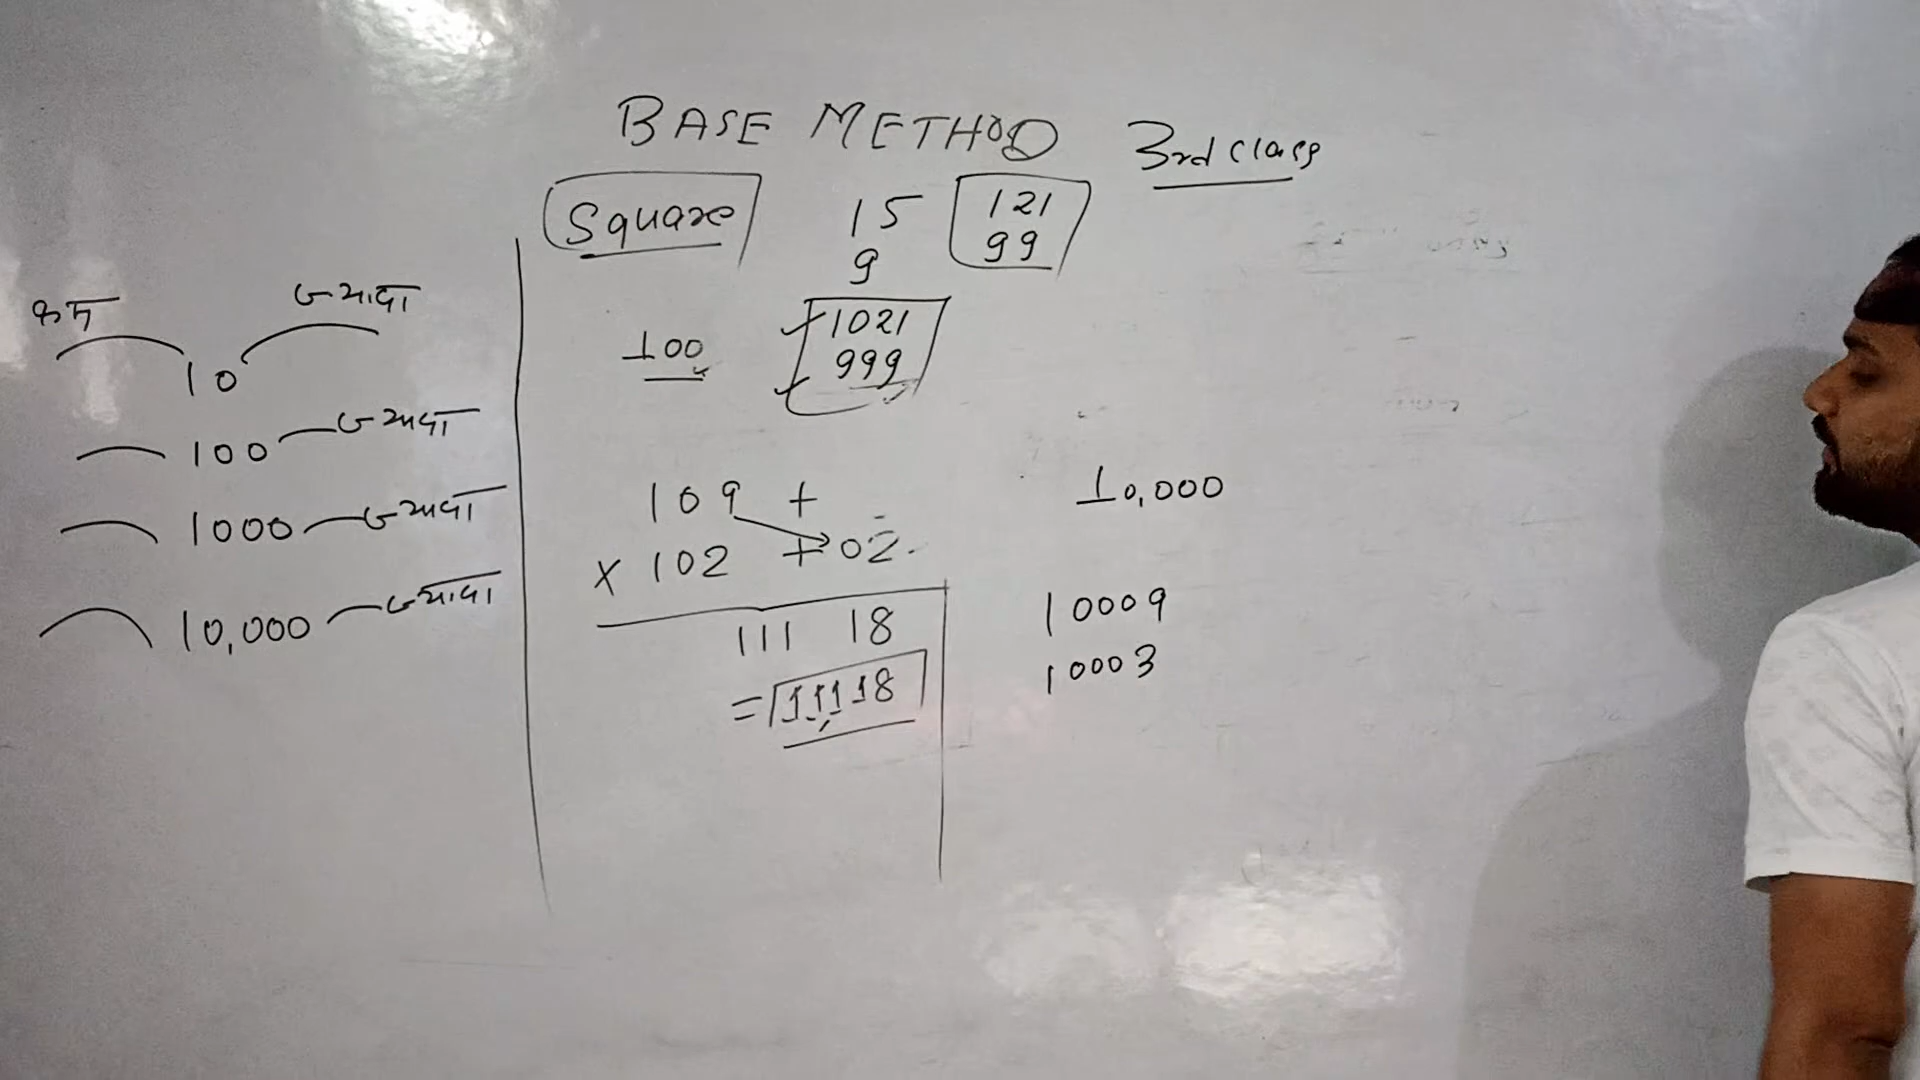 BASE METHOD 3rd class
Square 15 121
9 99
कम ज्यादा
10
100 1021
999
100 ज्यादा
1000 ज्यादा
10,000 ज्यादा
109 +
× 102 + 02
111 18
= 11118
10,000
10009
10003